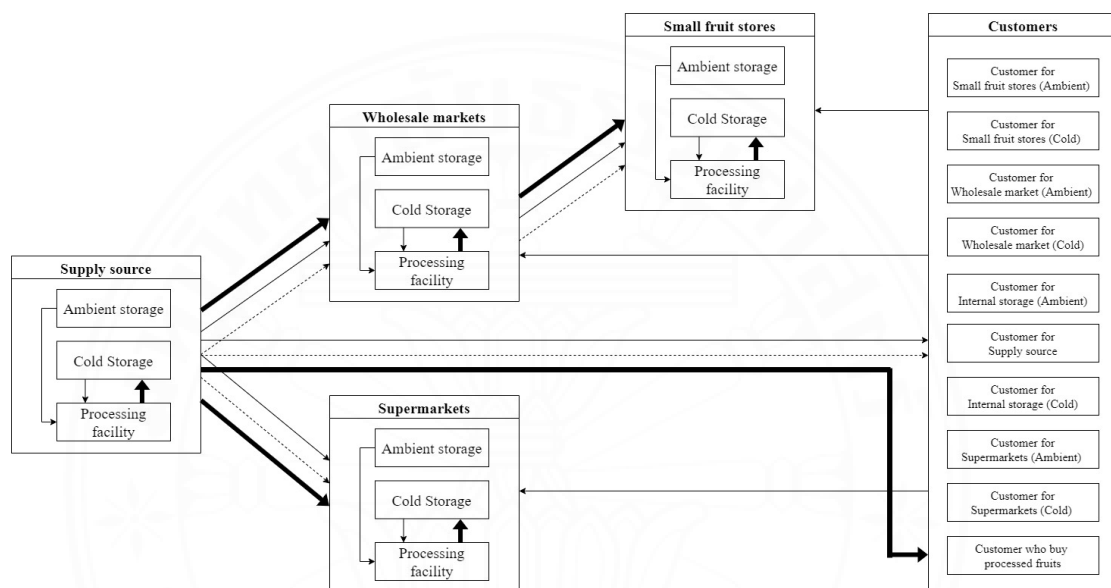 Small fruit stores
Ambient storage
Cold Storage
Processing
facility
Wholesale markets
Ambient storage
Cold Storage
Processing
facility
Supply source
Ambient storage
Cold Storage
Processing
facility
Supermarkets
Ambient storage
Cold Storage
Processing
facility
Customers
Customer for
Small fruit stores (Ambient)
Customer for
Small fruit stores (Cold)
Customer for
Wholesale market (Ambient)
Customer for
Wholesale market (Cold)
Customer for
Internal storage (Ambient)
Customer for
Supply source
Customer for
Internal storage (Cold)
Customer for
Supermarkets (Ambient)
Customer for
Supermarkets (Cold)
Customer who buy
processed fruits